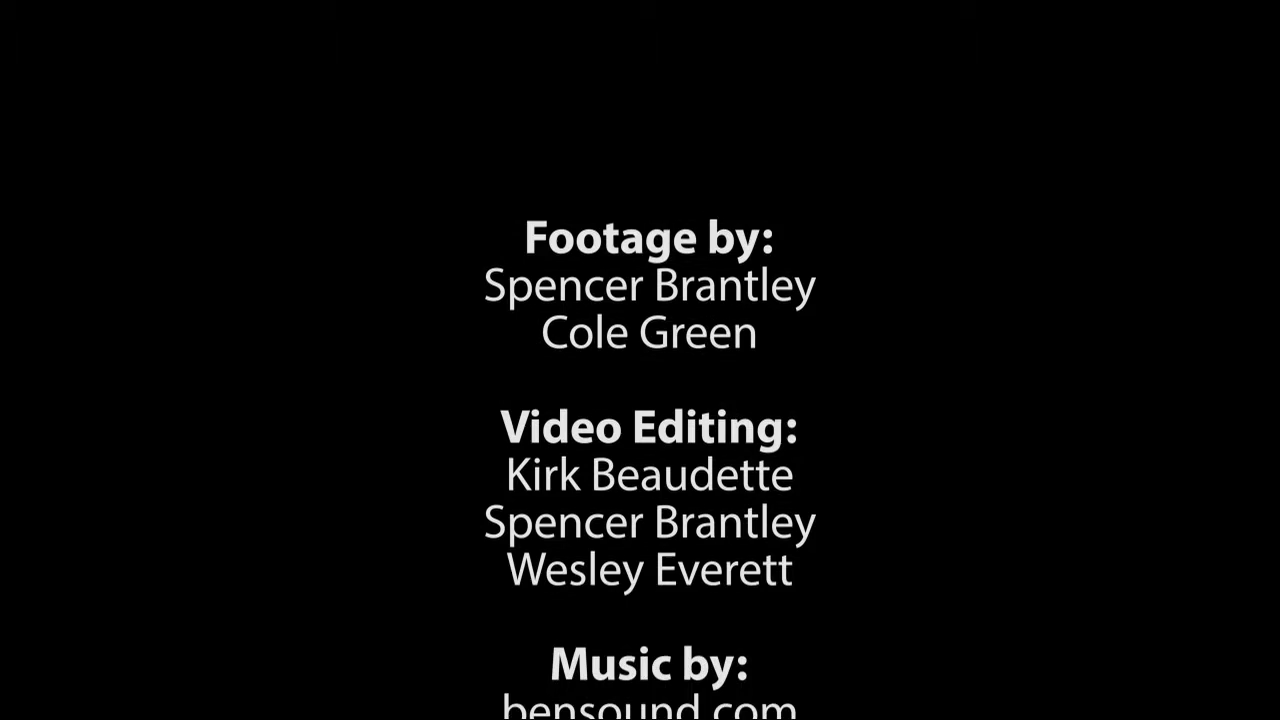 Footage by:
Spencer Brantley
Cole Green
Video Editing:
Kirk Beaudette
Spencer Brantley
Wesley Everett
Music by:
bensound.com